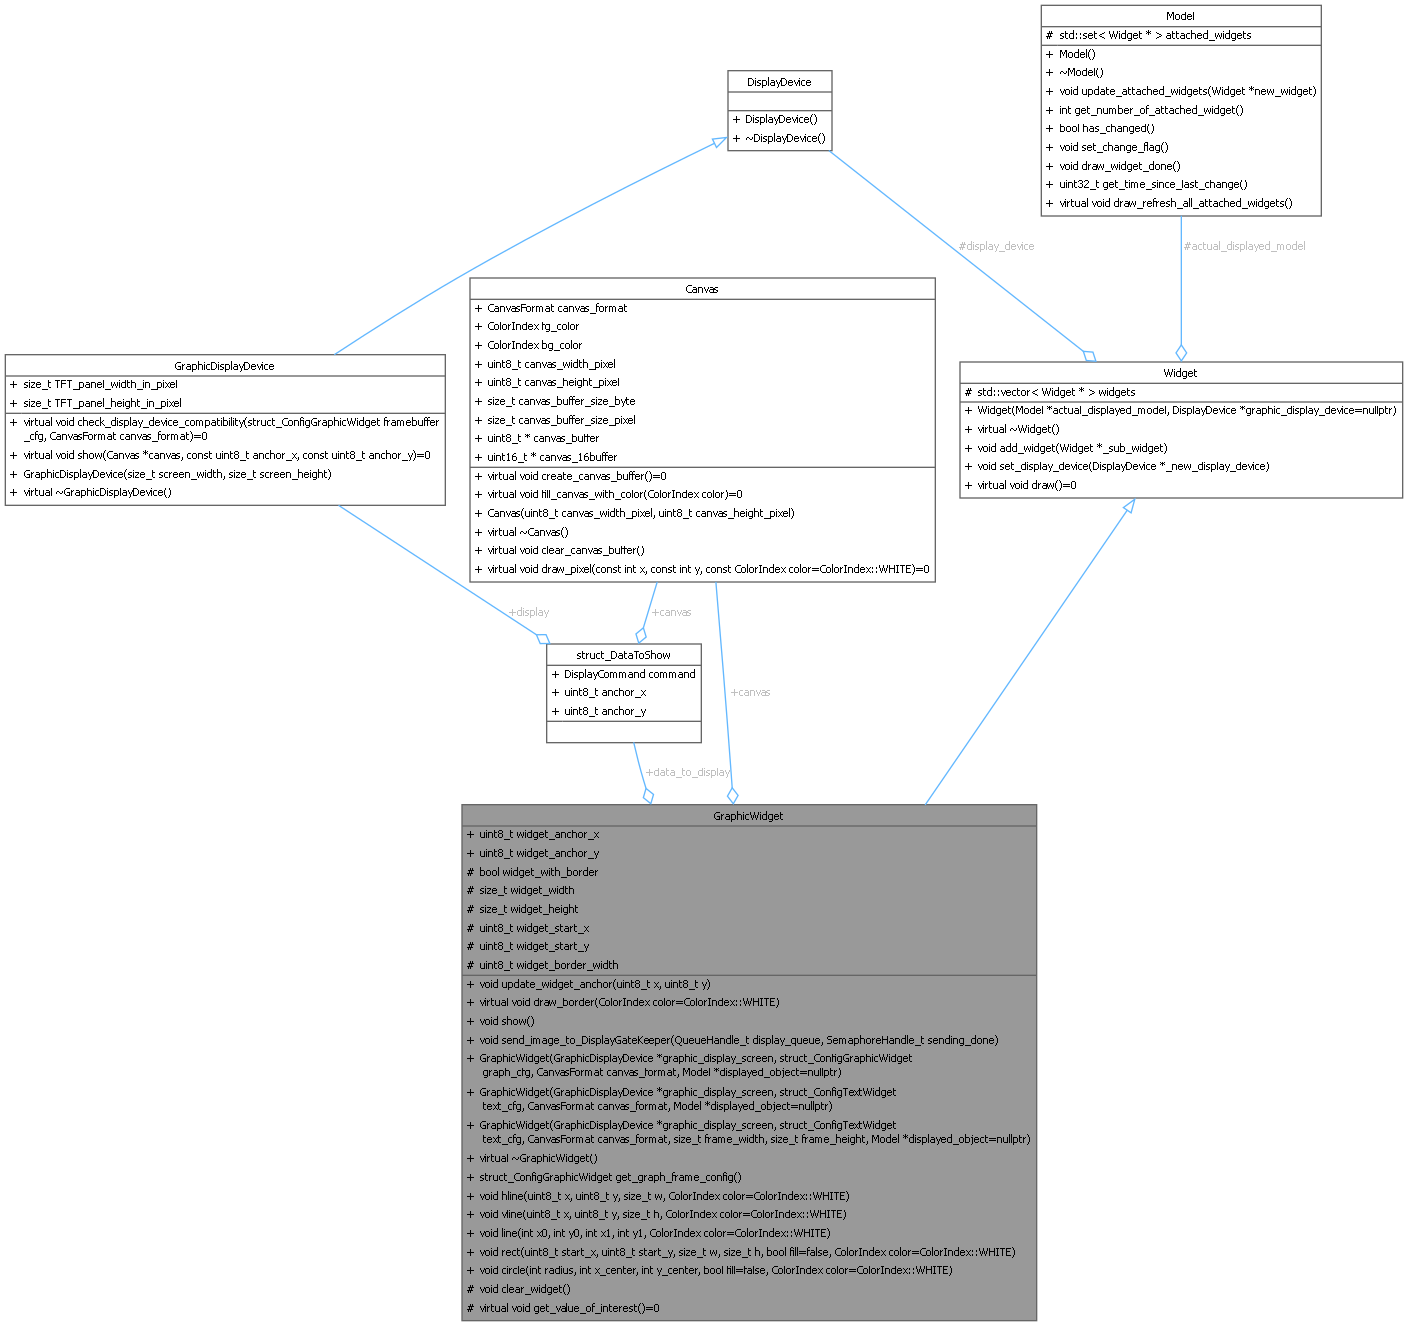 Model
# std::set< Widget * > attached_widgets
+ Model()
+ ~Model()
+ void update_attached_widgets(Widget *new_widget)
+ int get_number_of_attached_widget()
+ bool has_changed()
+ void set_change_flag()
+ void draw_widget_done()
+ uint32_t get_time_since_last_change()
+ virtual void draw_refresh_all_attached_widgets()
DisplayDevice
+ DisplayDevice()
+ ~DisplayDevice()
#display_device
#actual_displayed_model
Canvas
+ CanvasFormat canvas_format
+ ColorIndex fg_color
+ ColorIndex bg_color
+ uint8_t canvas_width_pixel
+ uint8_t canvas_height_pixel
+ size_t canvas_buffer_size_byte
+ size_t canvas_buffer_size_pixel
+ uint8_t * canvas_buffer
+ uint16_t * canvas_16buffer
+ virtual void create_canvas_buffer()=0
+ virtual void fill_canvas_with_color(ColorIndex color)=0
+ Canvas(uint8_t canvas_width_pixel, uint8_t canvas_height_pixel)
+ virtual ~Canvas()
+ virtual void clear_canvas_buffer()
+ virtual void draw_pixel(const int x, const int y, const ColorIndex color=ColorIndex::WHITE)=0
GraphicDisplayDevice
+ size_t TFT_panel_width_in_pixel
+ size_t TFT_panel_height_in_pixel
+ virtual void check_display_device_compatibility(struct_ConfigGraphicWidget framebuffer
_cfg, CanvasFormat canvas_format)=0
+ virtual void show(Canvas *canvas, const uint8_t anchor_x, const uint8_t anchor_y)=0
+ GraphicDisplayDevice(size_t screen_width, size_t screen_height)
+ virtual ~GraphicDisplayDevice()
Widget
# std::vector< Widget * > widgets
+ Widget(Model *actual_displayed_model, DisplayDevice *graphic_display_device=nullptr)
+ virtual ~Widget()
+ void add_widget(Widget *_sub_widget)
+ void set_display_device(DisplayDevice *_new_display_device)
+ virtual void draw()=0
+display
+canvas
struct_DataToShow
+ DisplayCommand command
+ uint8_t anchor_x
+ uint8_t anchor_y
+canvas
+data_to_display
GraphicWidget
+ uint8_t widget_anchor_x
+ uint8_t widget_anchor_y
# bool widget_with_border
# size_t widget_width
# size_t widget_height
# uint8_t widget_start_x
# uint8_t widget_start_y
# uint8_t widget_border_width
+ void update_widget_anchor(uint8_t x, uint8_t y)
+ virtual void draw_border(ColorIndex color=ColorIndex::WHITE)
+ void show()
+ void send_image_to_DisplayGateKeeper(QueueHandle_t display_queue, SemaphoreHandle_t sending_done)
+ GraphicWidget(GraphicDisplayDevice *graphic_display_screen, struct_ConfigGraphicWidget
graph_cfg, CanvasFormat canvas_format, Model *displayed_object=nullptr)
+ GraphicWidget(GraphicDisplayDevice *graphic_display_screen, struct_ConfigTextWidget
text_cfg, CanvasFormat canvas_format, Model *displayed_object=nullptr)
+ GraphicWidget(GraphicDisplayDevice *graphic_display_screen, struct_ConfigTextWidget
text_cfg, CanvasFormat canvas_format, size_t frame_width, size_t frame_height, Model *displayed_object=nullptr)
+ virtual ~GraphicWidget()
+ struct_ConfigGraphicWidget get_graph_frame_config()
+ void hline(uint8_t x, uint8_t y, size_t w, ColorIndex color=ColorIndex::WHITE)
+ void vline(uint8_t x, uint8_t y, size_t h, ColorIndex color=ColorIndex::WHITE)
+ void line(int x0, int y0, int x1, int y1, ColorIndex color=ColorIndex::WHITE)
+ void rect(uint8_t start_x, uint8_t start_y, size_t w, size_t h, bool fill=false, ColorIndex color=ColorIndex::WHITE)
+ void circle(int radius, int x_center, int y_center, bool fill=false, ColorIndex color=ColorIndex::WHITE)
# void clear_widget()
# virtual void get_value_of_interest()=0